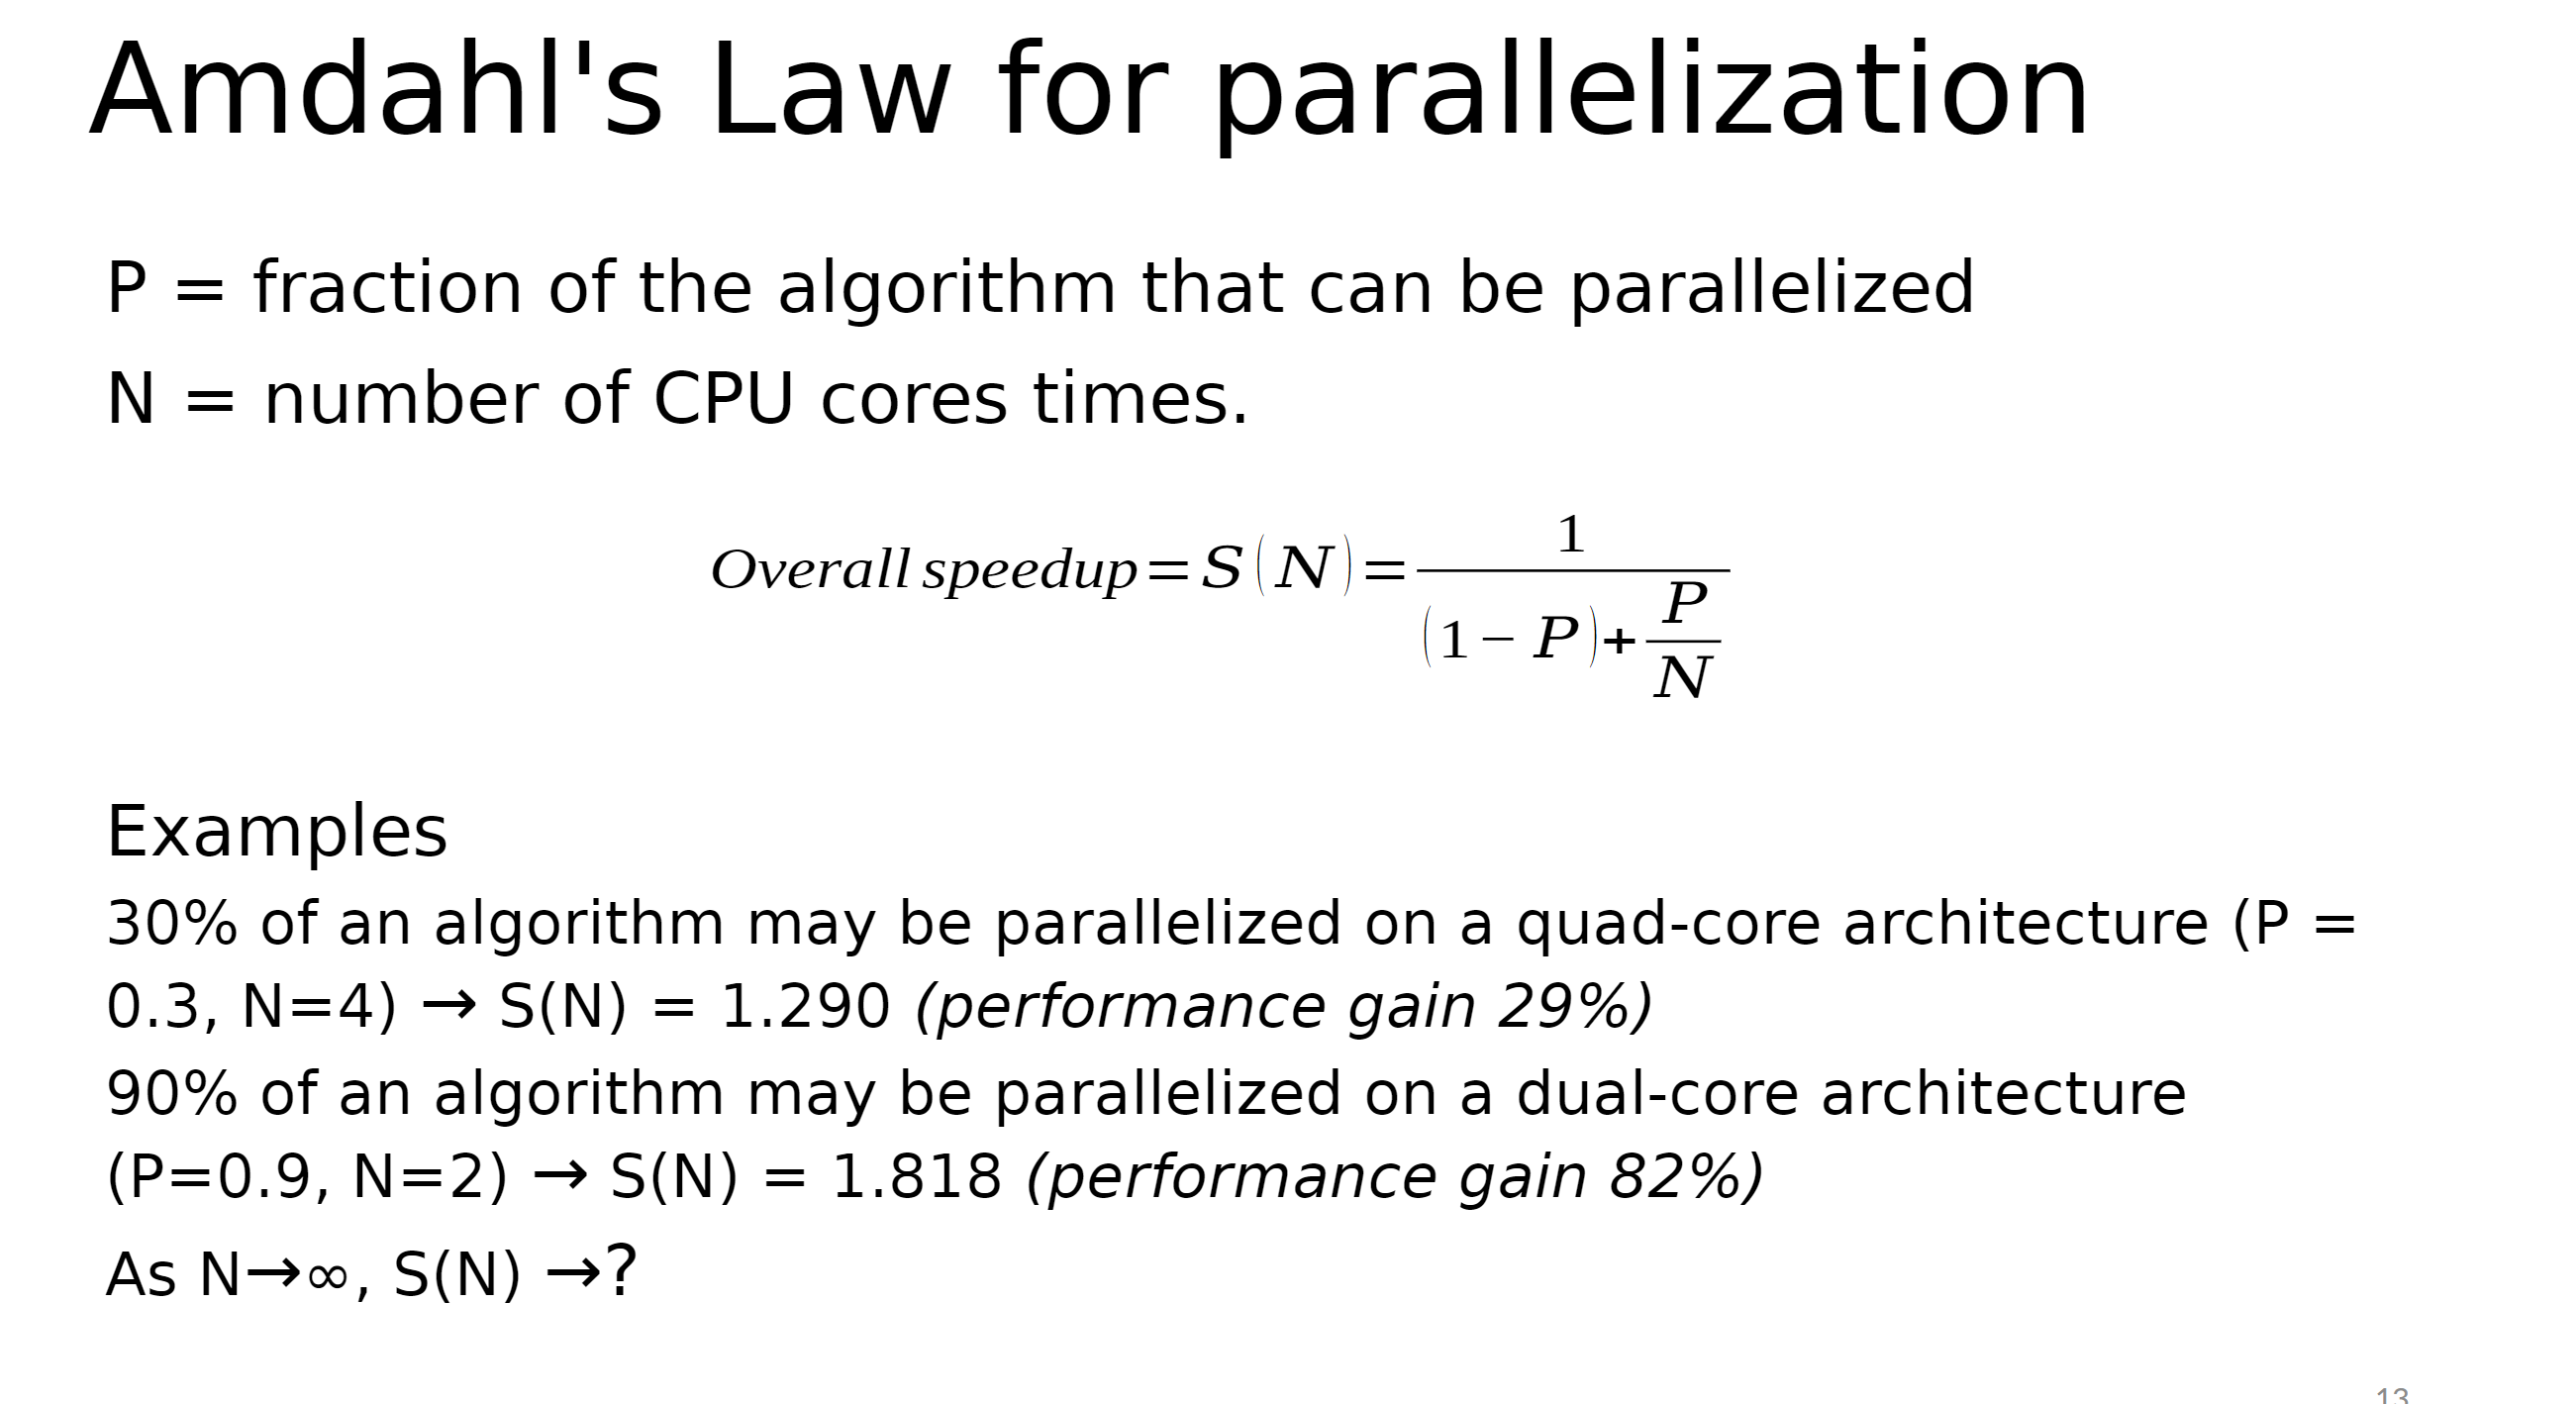 Amdahl's Law for parallelization
P = fraction of the algorithm that can be parallelized
N = number of CPU cores times.
Overall speedup = S(N) = 1 / ((1 − P) + P/N)
Examples
30% of an algorithm may be parallelized on a quad-core architecture (P =
0.3, N=4) → S(N) = 1.290 (performance gain 29%)
90% of an algorithm may be parallelized on a dual-core architecture
(P=0.9, N=2) → S(N) = 1.818 (performance gain 82%)
As N→∞, S(N) →?
13